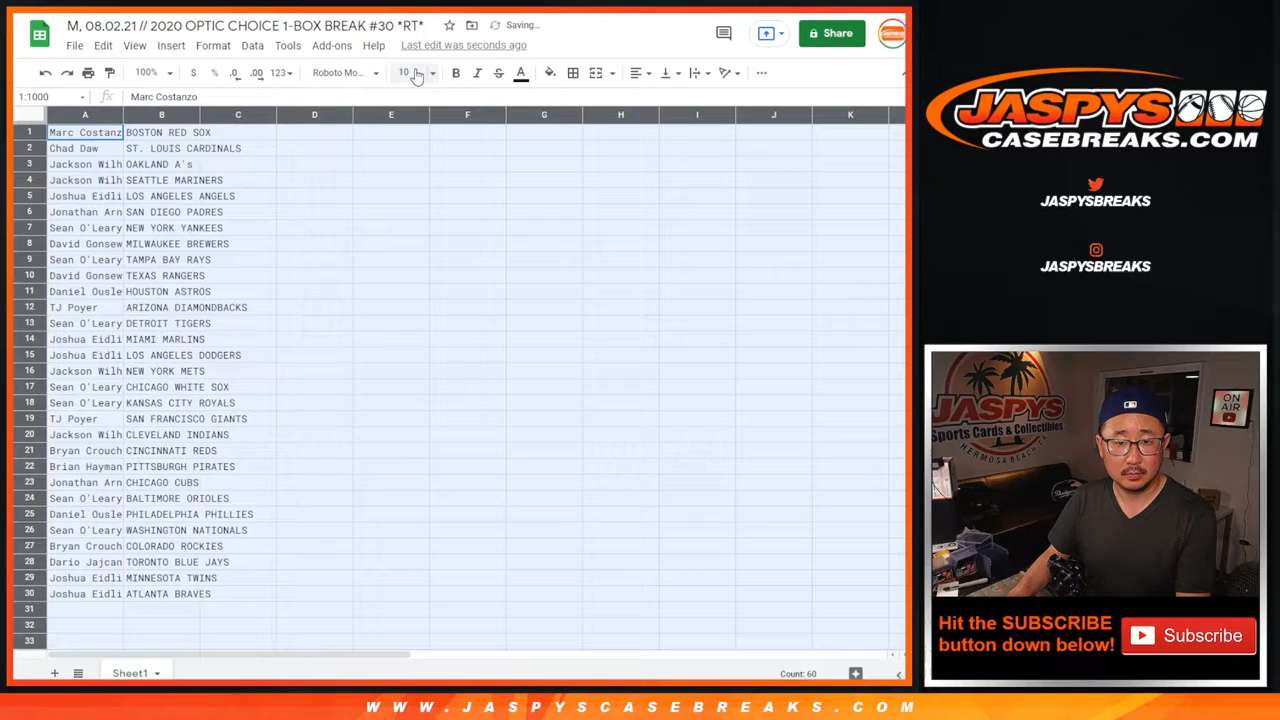 M, 08.02.21 // 2020 OPTIC CHOICE 1-BOX BREAK #30 *RT*
Saving...
Share
File Edit View Insert Format Data Tools Add-ons Help Last edit was seconds ago
100% $ % .0 .00 123 Roboto Mo... 10 B I S A
1:1000 fx Marc Costanzo
A B C D E F G H I J K
1 Marc Costanz BOSTON RED SOX
2 Chad Daw ST. LOUIS CARDINALS
3 Jackson Wilh OAKLAND A's
4 Jackson Wilh SEATTLE MARINERS
5 Joshua Eidli LOS ANGELES ANGELS
6 Jonathan Arn SAN DIEGO PADRES
7 Sean O'Leary NEW YORK YANKEES
8 David Gonsew MILWAUKEE BREWERS
9 Sean O'Leary TAMPA BAY RAYS
10 David Gonsew TEXAS RANGERS
11 Daniel Ousle HOUSTON ASTROS
12 TJ Poyer ARIZONA DIAMONDBACKS
13 Sean O'Leary DETROIT TIGERS
14 Joshua Eidli MIAMI MARLINS
15 Joshua Eidli LOS ANGELES DODGERS
16 Jackson Wilh NEW YORK METS
17 Sean O'Leary CHICAGO WHITE SOX
18 Sean O'Leary KANSAS CITY ROYALS
19 TJ Poyer SAN FRANCISCO GIANTS
20 Jackson Wilh CLEVELAND INDIANS
21 Bryan Crouch CINCINNATI REDS
22 Brian Hayman PITTSBURGH PIRATES
23 Jonathan Arn CHICAGO CUBS
24 Sean O'Leary BALTIMORE ORIOLES
25 Daniel Ousle PHILADELPHIA PHILLIES
26 Sean O'Leary WASHINGTON NATIONALS
27 Bryan Crouch COLORADO ROCKIES
28 Dario Jajcan TORONTO BLUE JAYS
29 Joshua Eidli MINNESOTA TWINS
30 Joshua Eidli ATLANTA BRAVES
31
32
33
Sheet1
Count: 60
JASPYS
CASEBREAKS.COM
JASPYSBREAKS
JASPYSBREAKS
JASPYS
Sports Cards & Collectibles
HERMOSA BEACH CA
ON AIR
Hit the SUBSCRIBE
button down below!
Subscribe
WWW.JASPYSCASEBREAKS.COM